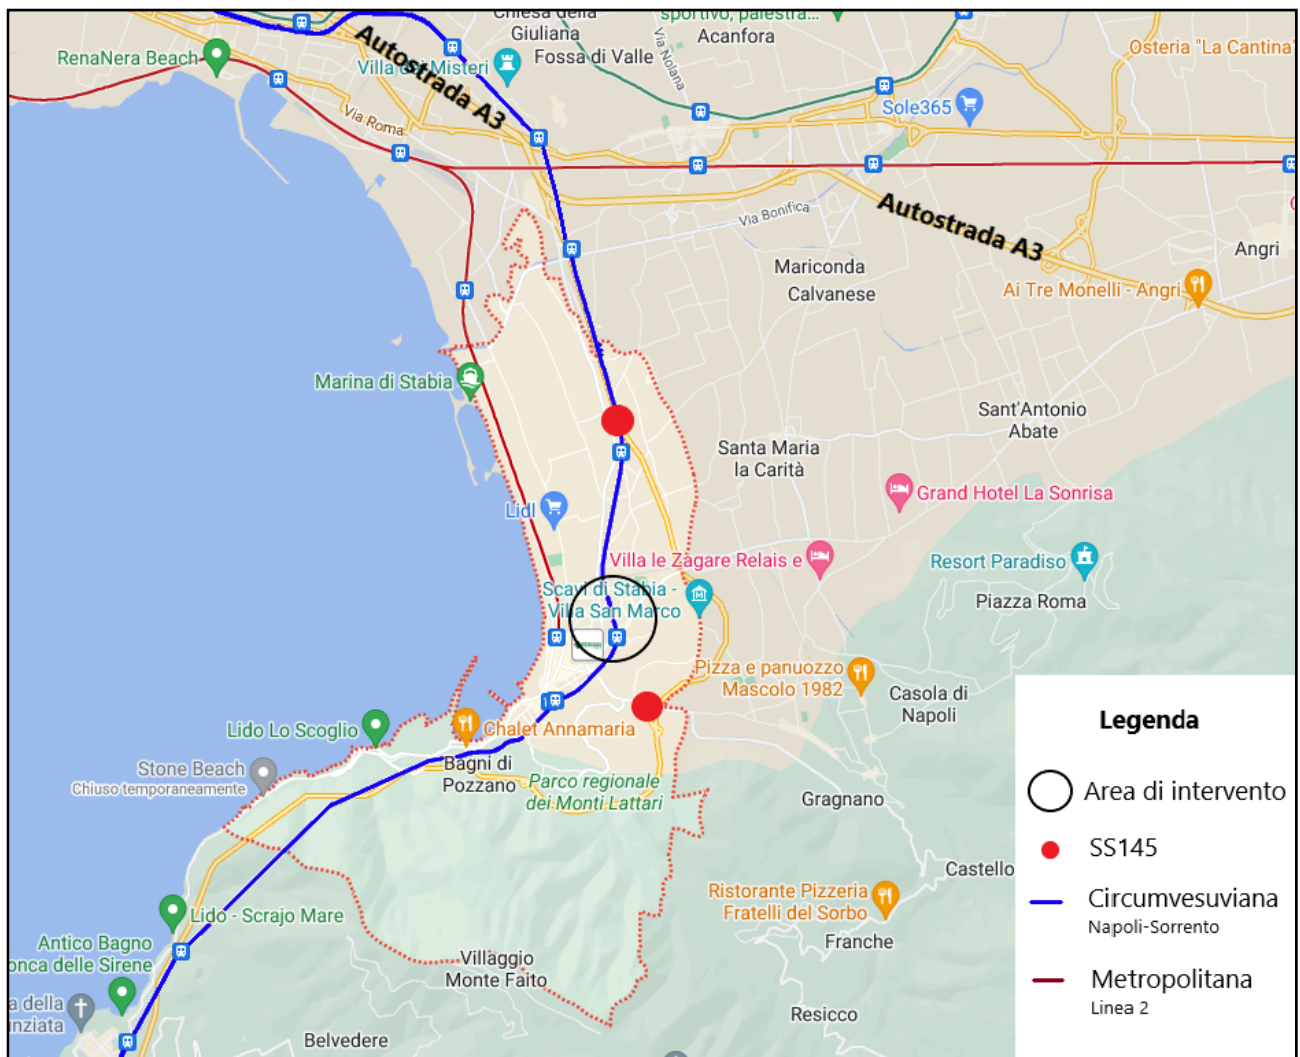 Chiesa della
Giuliana
sportivo, palestra...
Acanfora
Osteria "La Cantina"
RenaNera Beach
Autostrada A3
Villa dei Misteri
Fossa di Valle
Via Nolana
Sole365
Via Roma
Via Bonifica
Autostrada A3
Angri
Mariconda
Calvanese
Ai Tre Monelli - Angri
Marina di Stabia
Sant'Antonio
Abate
Santa Maria
la Carità
Grand Hotel La Sonrisa
Lidl
Villa le Zàgare Relais e
Resort Paradiso
Scavi di Stabia -
Villa San Marco
Piazza Roma
Pizza e panuozzo
Mascolo 1982
Casola di
Napoli
Lido Lo Scoglio
Chalet Annamaria
Stone Beach
Chiuso temporaneamente
Bagni di
Pozzano
Parco regionale
dei Monti Lattari
Gragnano
Castello
Ristorante Pizzeria
Fratelli del Sorbo
Franche
Lido - Scrajo Mare
Antico Bagno
onca delle Sirene
Villaggio
Monte Faito
a della
nziata
Resicco
Belvedere
Legenda
Area di intervento
SS145
Circumvesuviana
Napoli-Sorrento
Metropolitana
Linea 2